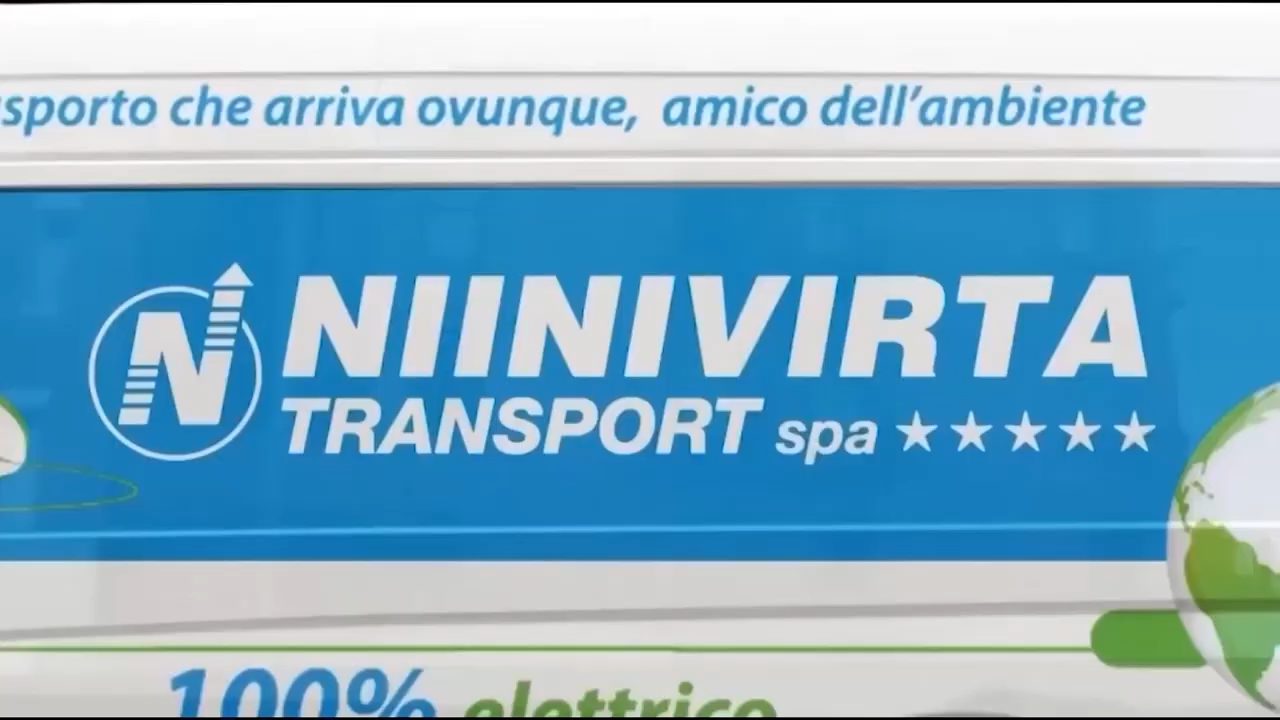 sporto che arriva ovunque, amico dell'ambiente
N NIINIVIRTA
TRANSPORT spa ★★★★★
100% elettrico